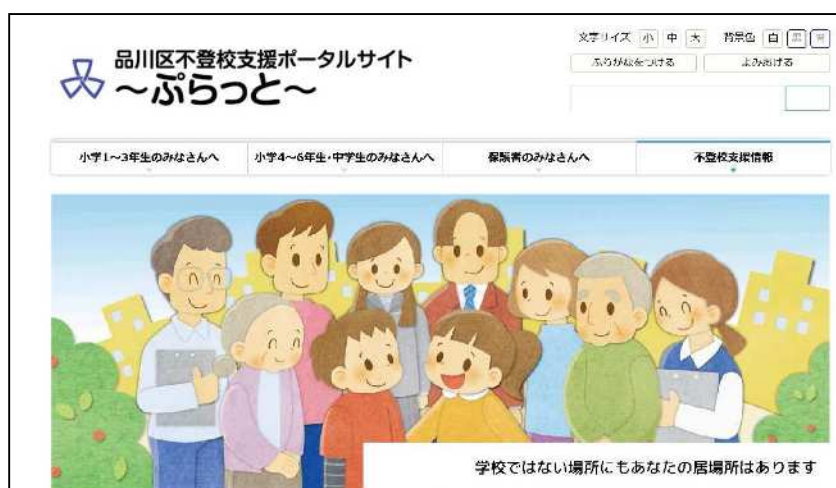 文字サイズ 小 中 大 背景色 白 黒 青
ふりがなをつける よみあげる
品川区不登校支援ポータルサイト
～ぷらっと～
小学1～3年生のみなさんへ 小学4～6年生・中学生のみなさんへ 保護者のみなさんへ 不登校支援情報
学校ではない場所にもあなたの居場所はあります